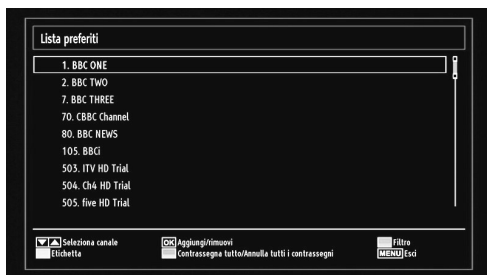 Lista preferiti
1. BBC ONE
2. BBC TWO
7. BBC THREE
70. CBBC Channel
80. BBC NEWS
105. BBCi
503. ITV HD Trial
504. Ch4 HD Trial
505. five HD Trial
Seleziona canale OK Aggiungi/rimuovi Filtro
Etichetta Contrassegna tutto/Annulla tutti i contrassegni MENU Esci